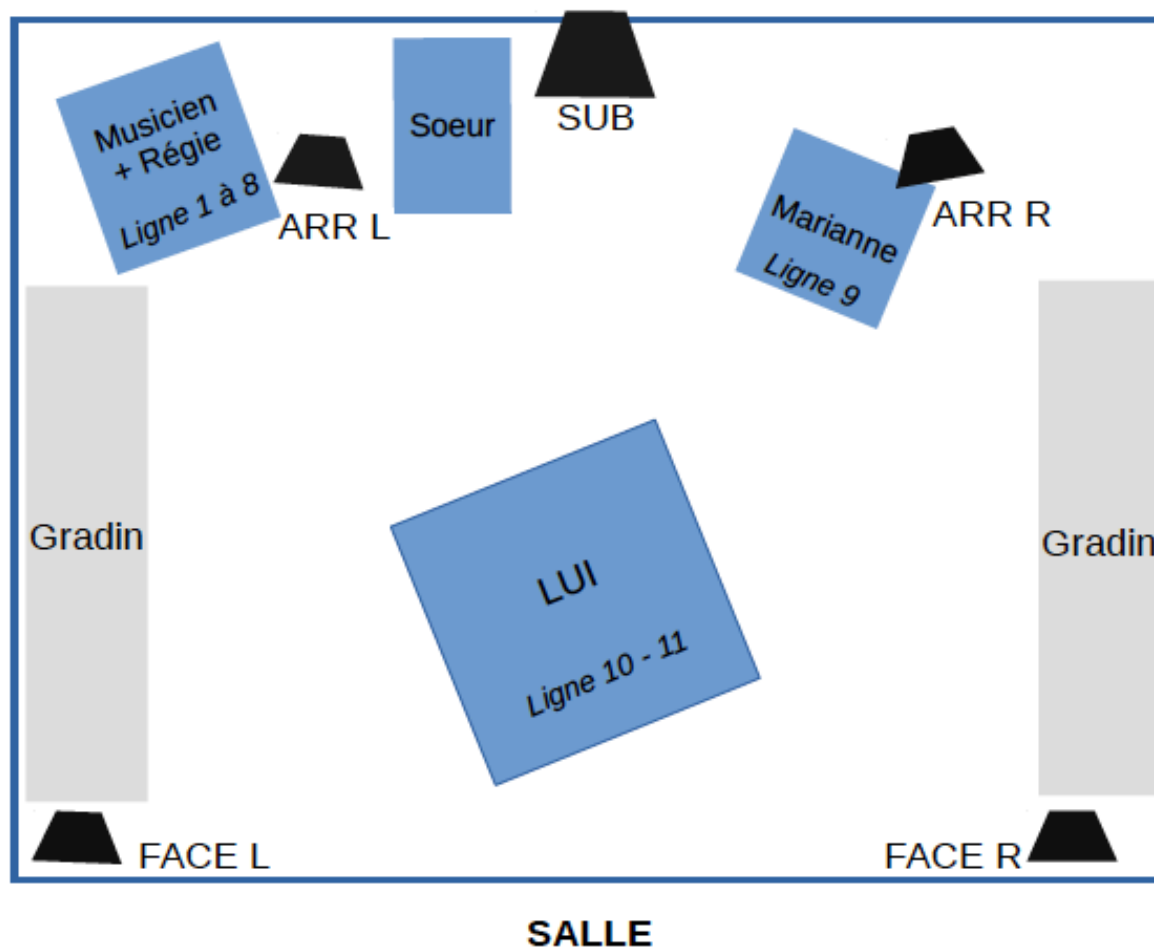 Musicien
+ Régie
Ligne 1 à 8
ARR L
Soeur
SUB
Marianne
Ligne 9
ARR R
Gradin
LUI
Ligne 10 - 11
Gradin
FACE L
FACE R
SALLE